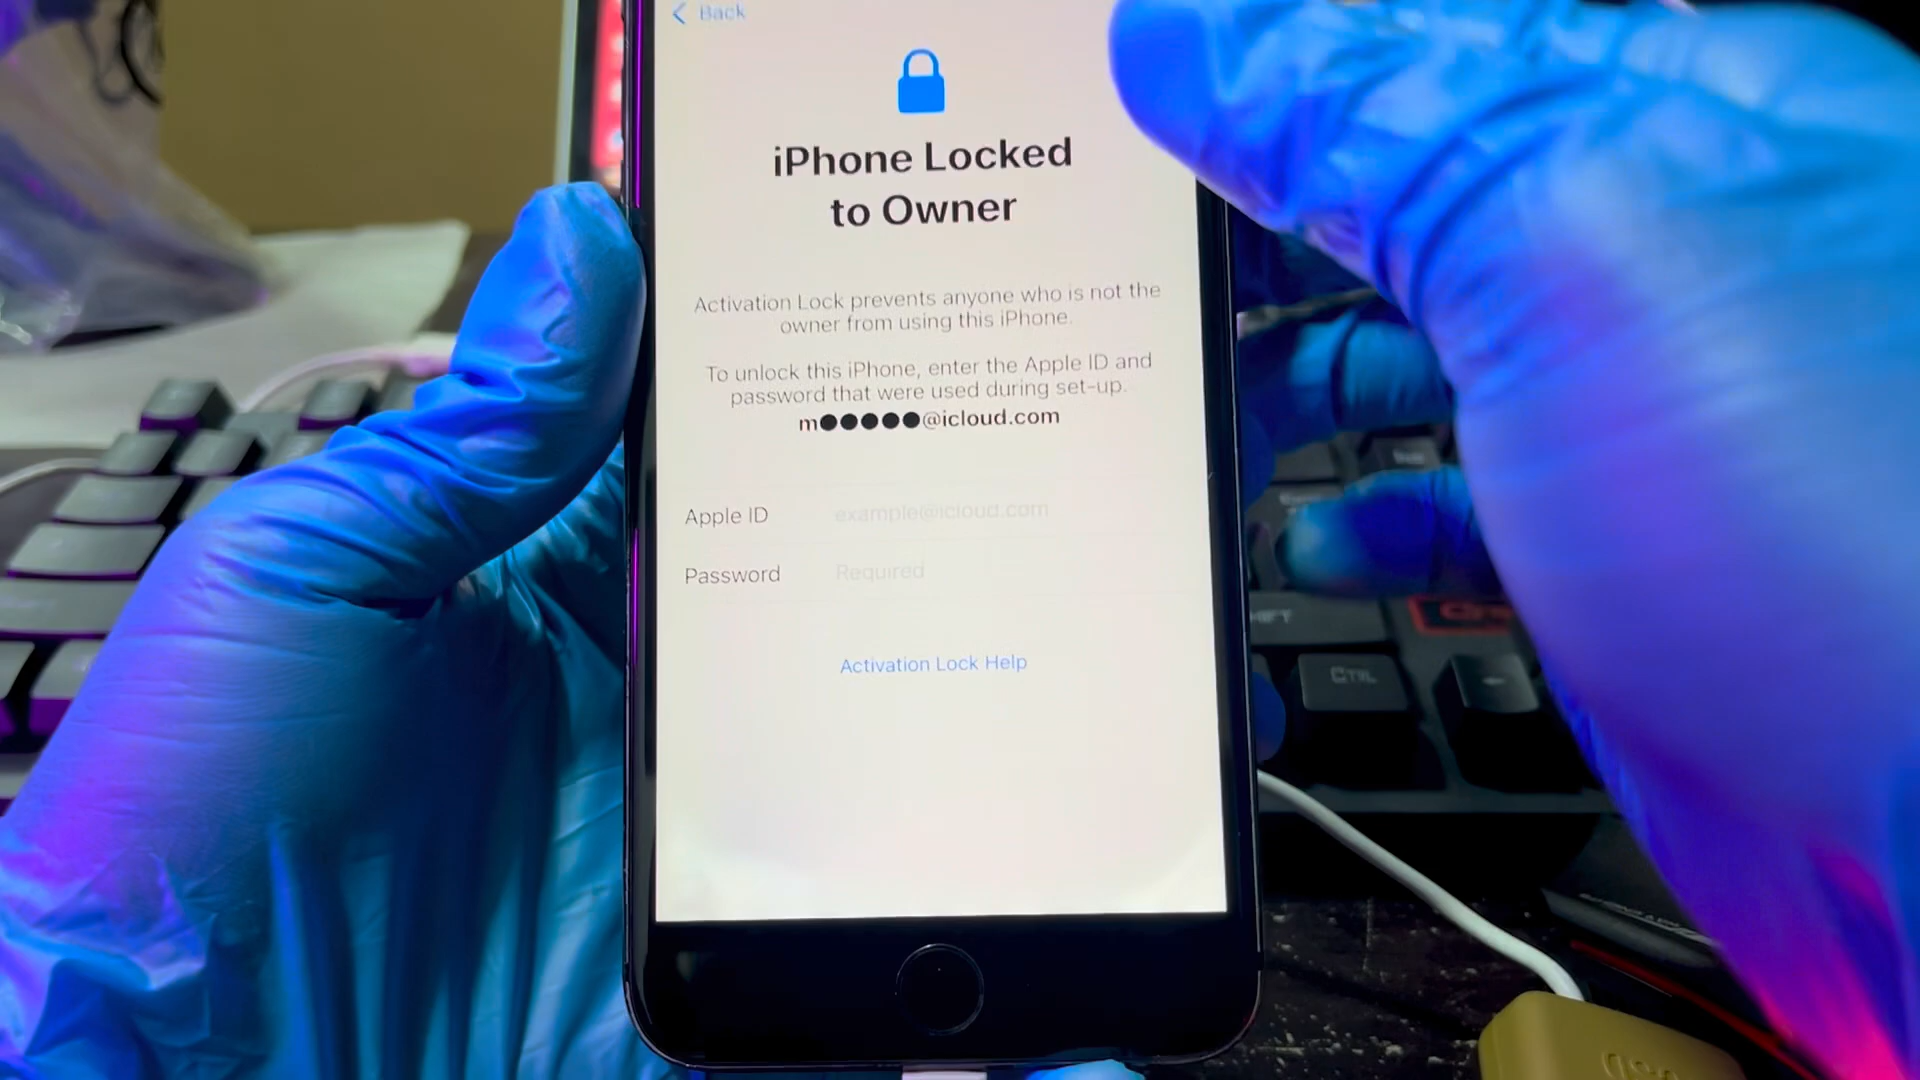 Back
iPhone Locked
to Owner
Activation Lock prevents anyone who is not the
owner from using this iPhone.
To unlock this iPhone, enter the Apple ID and
password that were used during set-up.
m●●●●●@icloud.com
Apple ID example@icloud.com
Password Required
Activation Lock Help
CTRL